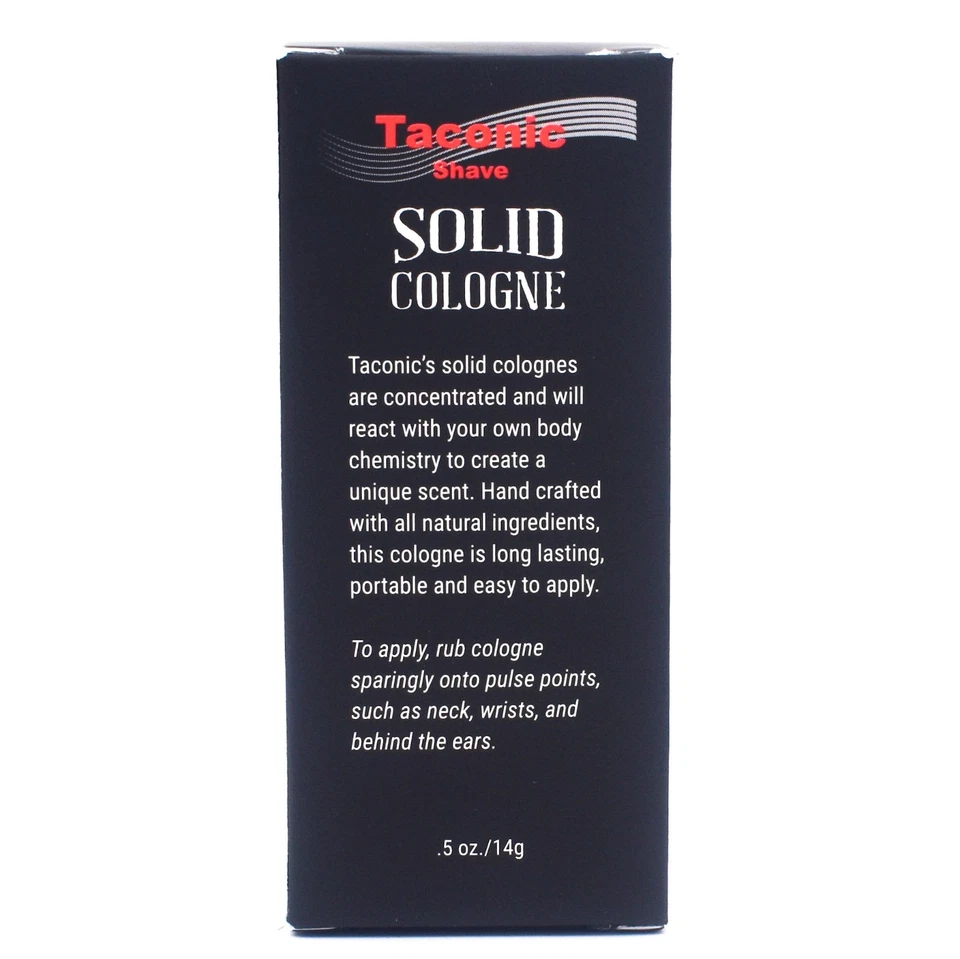 Taconic
Shave
SOLID
COLOGNE
Taconic's solid colognes
are concentrated and will
react with your own body
chemistry to create a
unique scent. Hand crafted
with all natural ingredients,
this cologne is long lasting,
portable and easy to apply.
To apply, rub cologne
sparingly onto pulse points,
such as neck, wrists, and
behind the ears.
.5 oz./14g